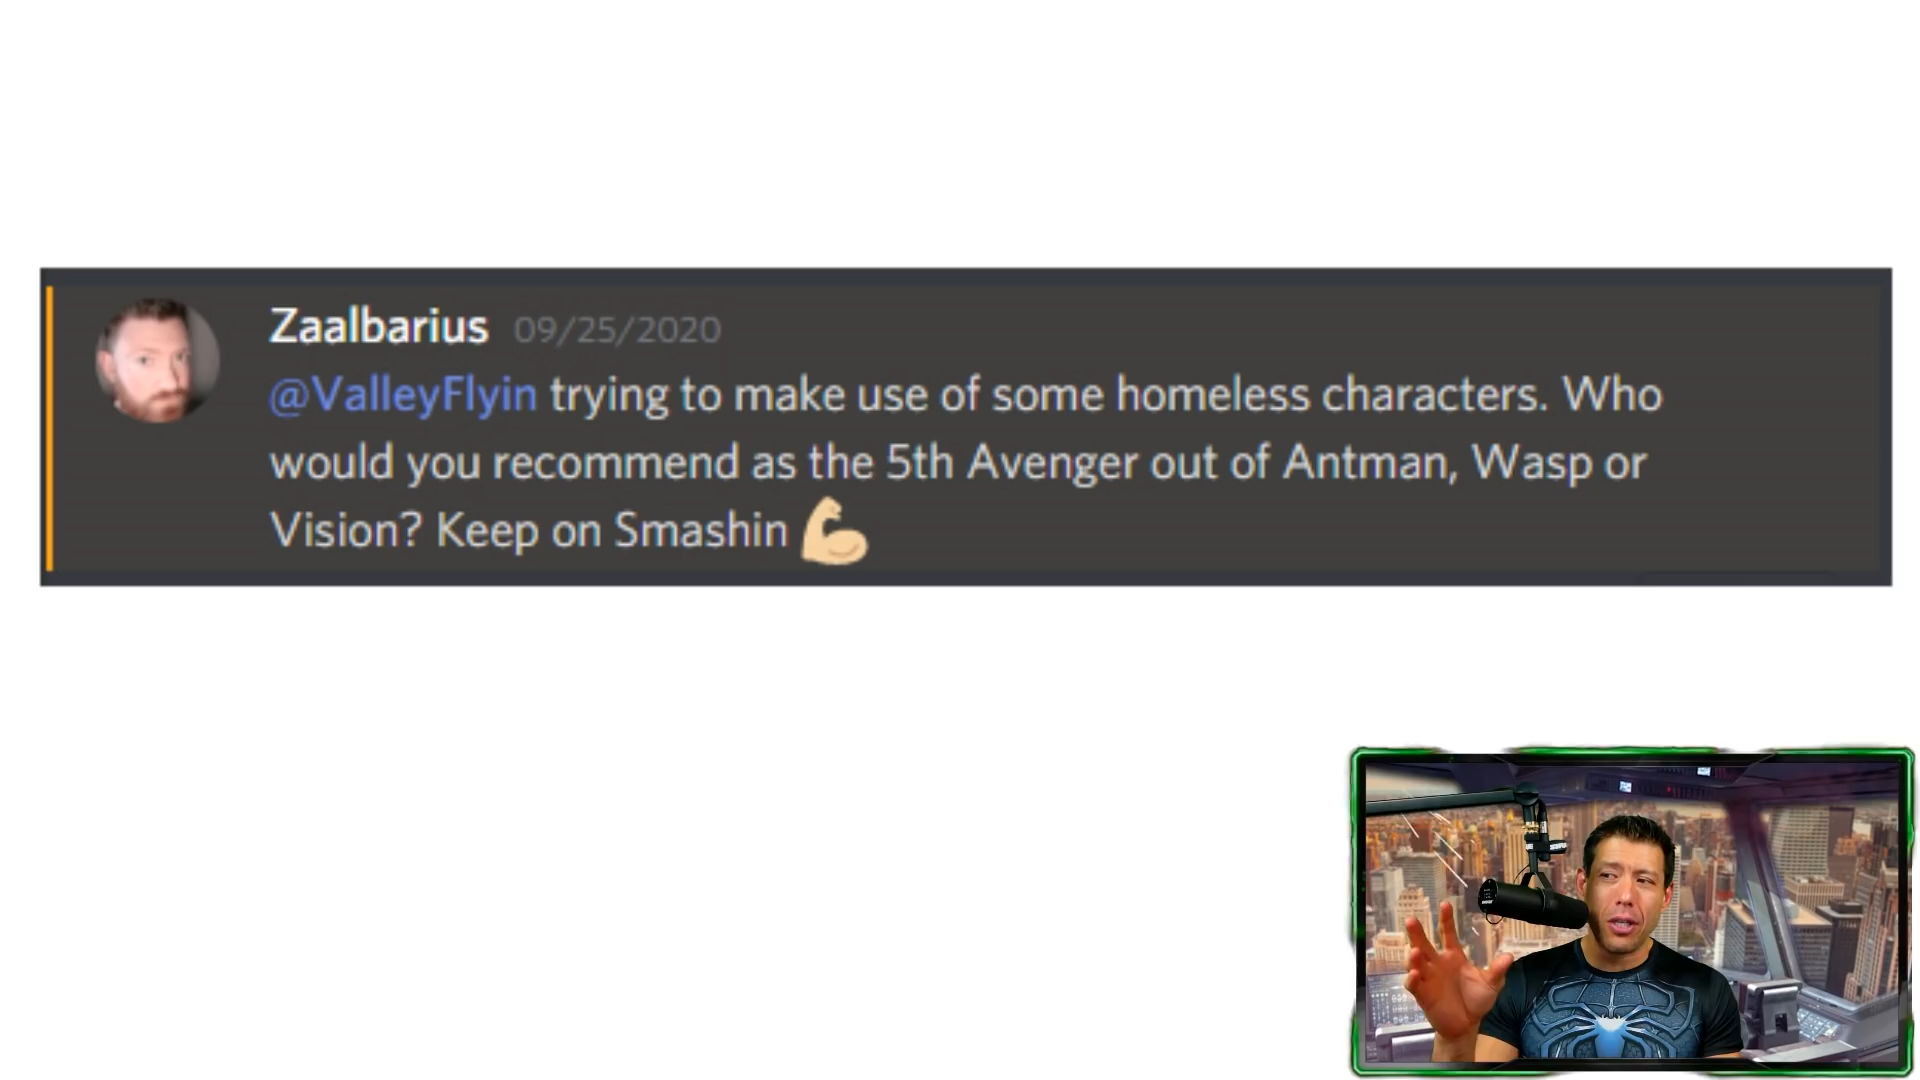 Zaalbarius 09/25/2020
@ValleyFlyin trying to make use of some homeless characters. Who
would you recommend as the 5th Avenger out of Antman, Wasp or
Vision? Keep on Smashin 💪🏼